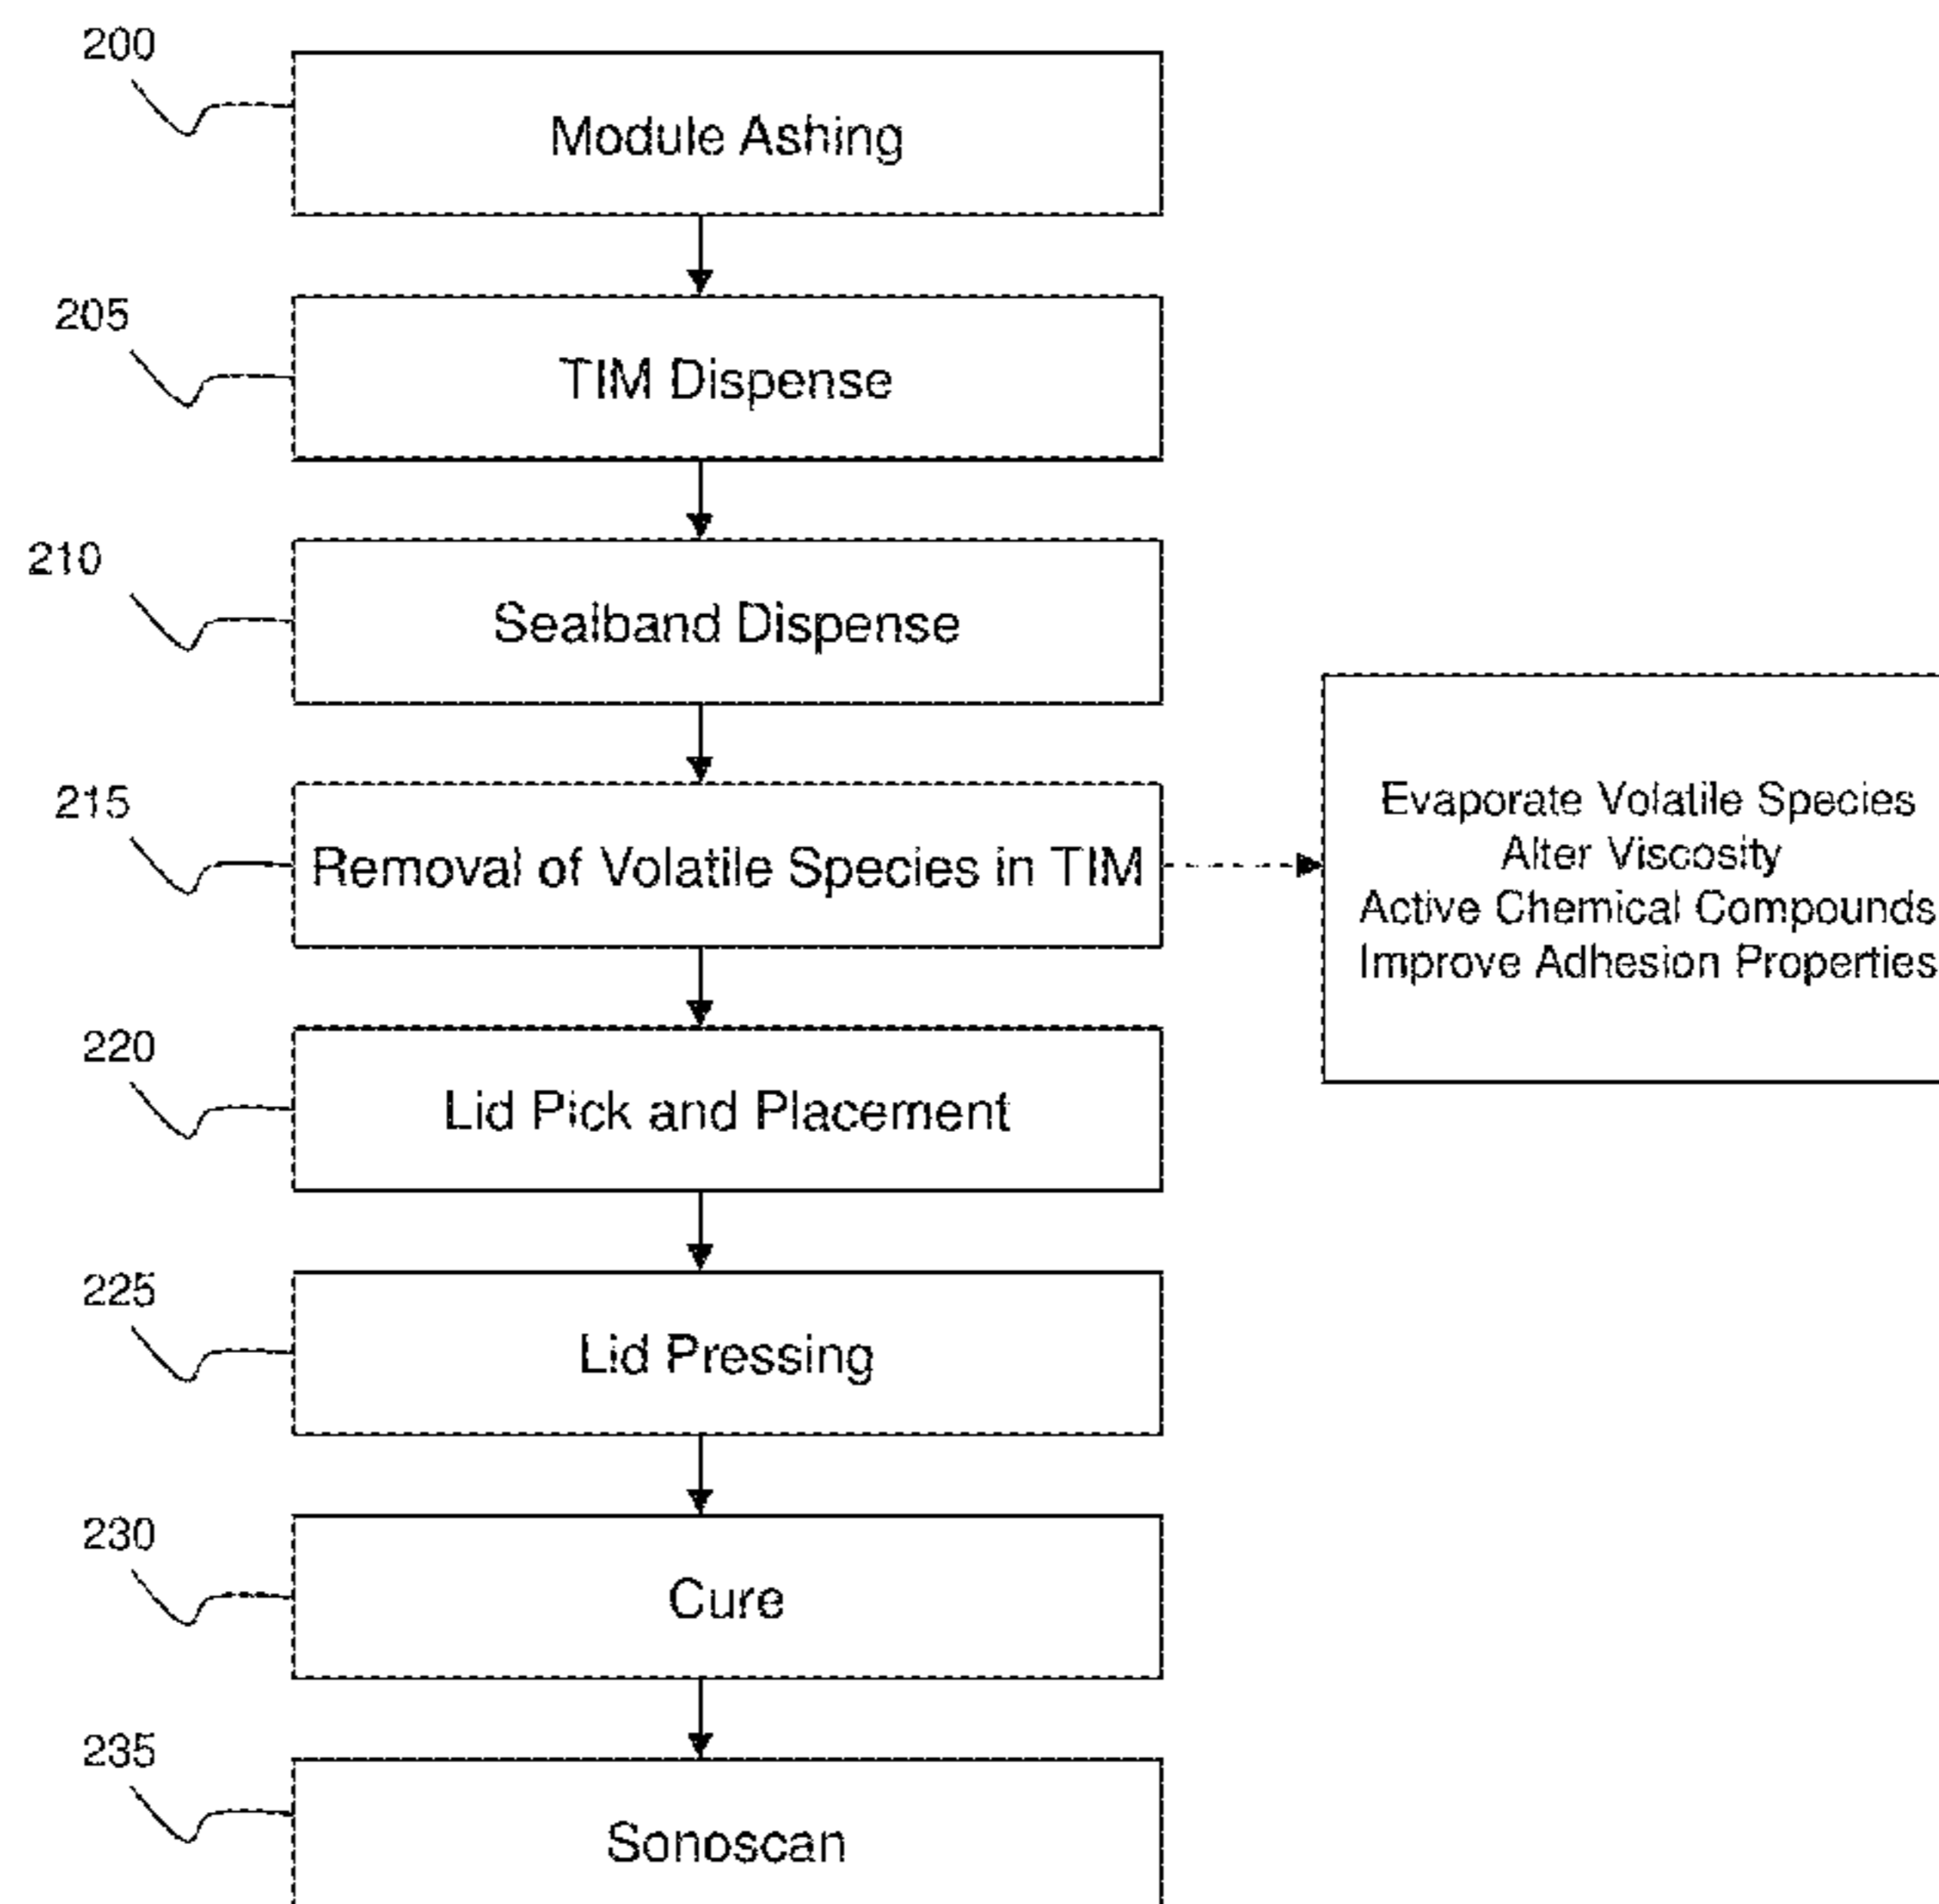 200
Module Ashing
205
TIM Dispense
210
Sealband Dispense
215
Removal of Volatile Species in TIM
Evaporate Volatile Species
Alter Viscosity
Active Chemical Compounds
Improve Adhesion Properties
220
Lid Pick and Placement
225
Lid Pressing
230
Cure
235
Sonoscan